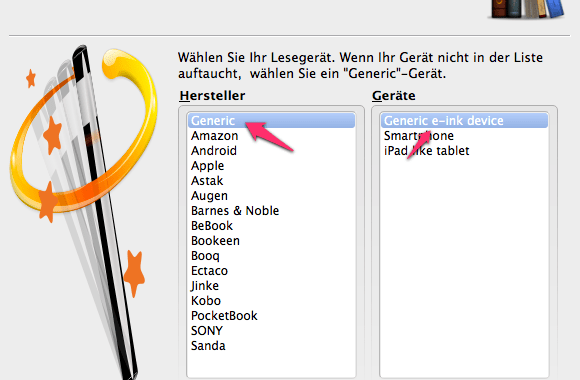 Wählen Sie Ihr Lesegerät. Wenn Ihr Gerät nicht in der Liste
auftaucht, wählen Sie ein "Generic"-Gerät.
Hersteller
Generic
Amazon
Android
Apple
Astak
Augen
Barnes & Noble
BeBook
Bookeen
Booq
Ectaco
Jinke
Kobo
PocketBook
SONY
Sanda
Geräte
Generic e-ink device
Smartphone
iPad like tablet